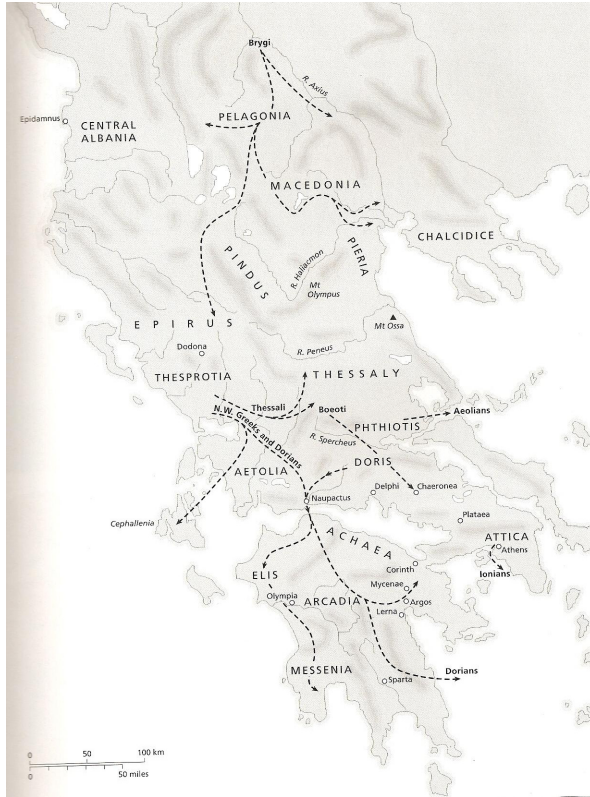 Brygi
R. Axius
Epidamnus
PELAGONIA
CENTRAL
ALBANIA
MACEDONIA
CHALCIDICE
PIERIA
PINDUS
R. Haliacmon
Mt
Olympus
EPIRUS
Mt Ossa
Dodona
R. Peneus
THESPROTIA
THESSALY
Thessali
Boeoti
Aeolians
N.W. Greeks and Dorians
PHTHIOTIS
R. Spercheus
DORIS
AETOLIA
Delphi
Chaeronea
Naupactus
Cephallenia
Plataea
ACHAEA
ATTICA
Athens
Corinth
Ionians
ELIS
Mycenae
Olympia
ARCADIA
Argos
Lerna
MESSENIA
Sparta
Dorians
0 50 100 km
0 50 miles